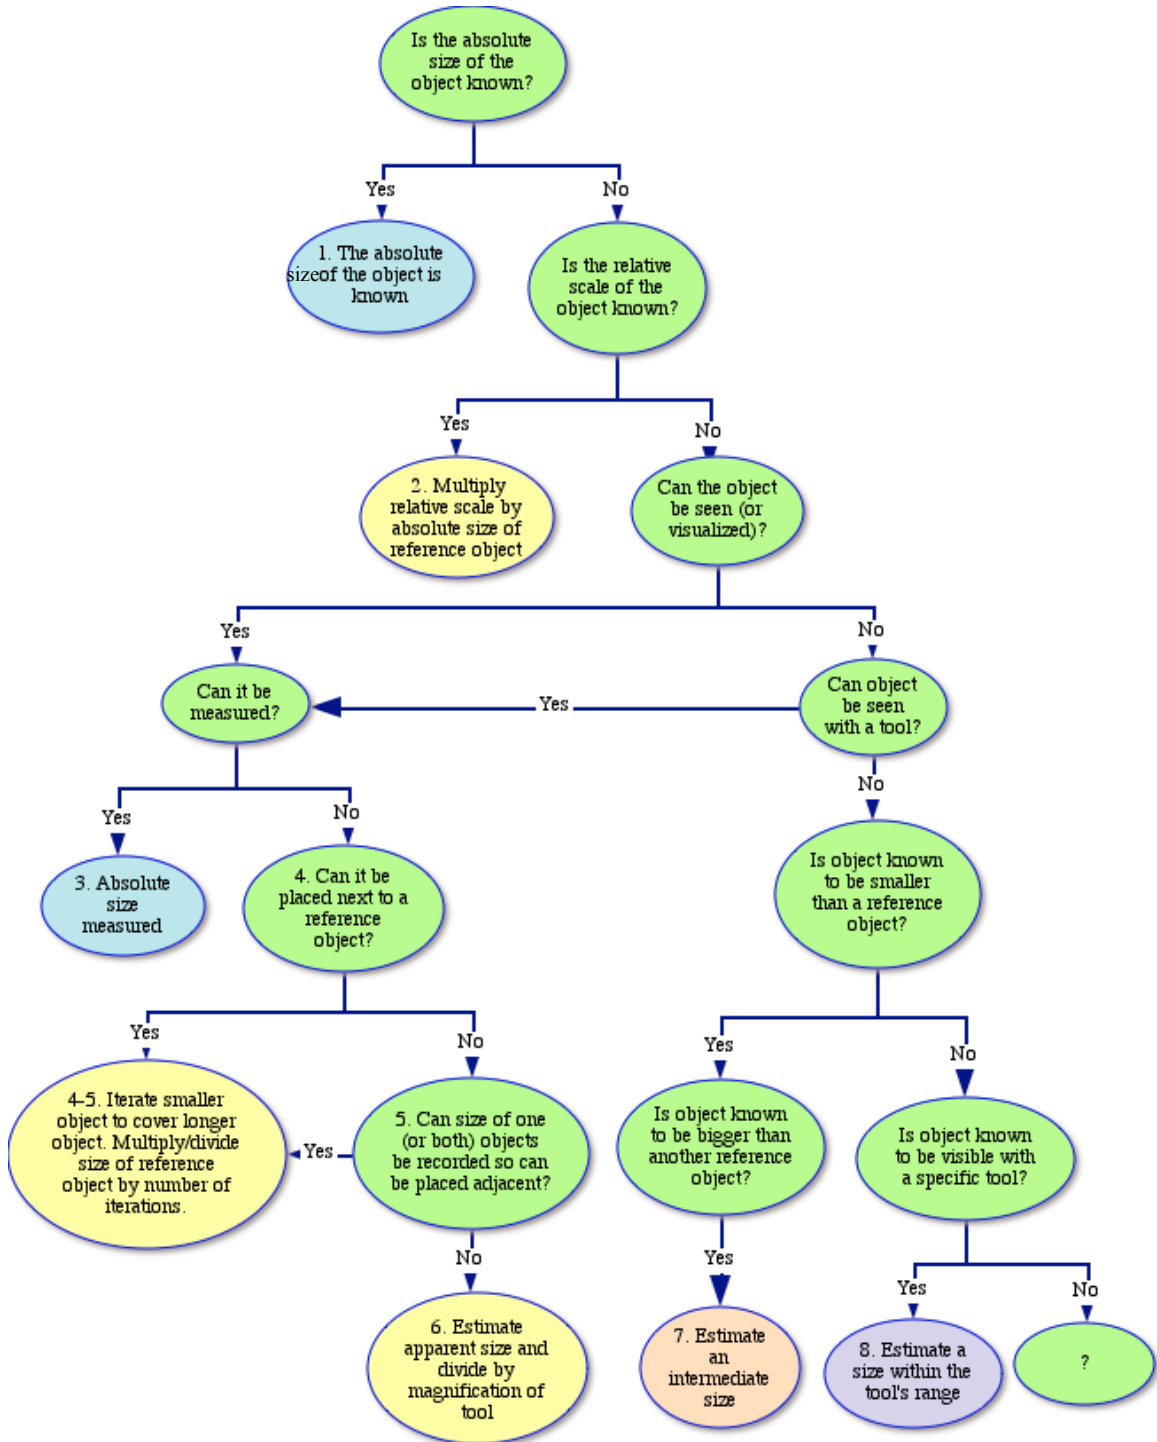 Is the absolute
size of the
object known?
Yes
No
1. The absolute
sizeof the object is
known
Is the relative
scale of the
object known?
Yes
No
2. Multiply
relative scale by
absolute size of
reference object
Can the object
be seen (or
visualized)?
Yes
No
Can it be
measured?
Yes
Can object
be seen
with a tool?
Yes
No
No
3. Absolute
size
measured
4. Can it be
placed next to a
reference
object?
Is object known
to be smaller
than a reference
object?
Yes
No
Yes
No
4-5. Iterate smaller
object to cover longer
object. Multiply/divide
size of reference
object by number of
iterations.
Yes
5. Can size of one
(or both) objects
be recorded so can
be placed adjacent?
Is object known
to be bigger than
another reference
object?
Is object known
to be visible with
a specific tool?
No
Yes
Yes
No
6. Estimate
apparent size and
divide by
magnification of
tool
7. Estimate
an
intermediate
size
8. Estimate a
size within the
tool's range
?